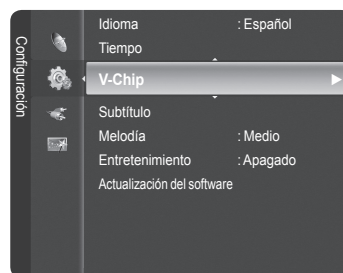 Configuración
Idioma : Español
Tiempo
V-Chip
Subtítulo
Melodía : Medio
Entretenimiento : Apagado
Actualización del software